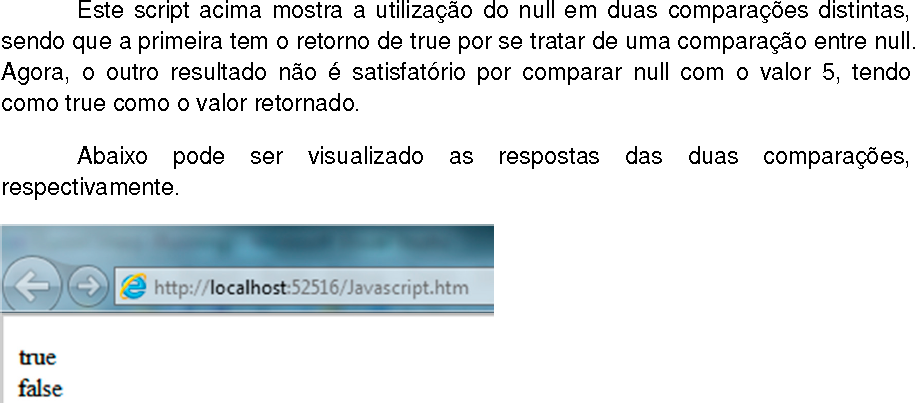 Este script acima mostra a utilização do null em duas comparações distintas,
sendo que a primeira tem o retorno de true por se tratar de uma comparação entre null.
Agora, o outro resultado não é satisfatório por comparar null com o valor 5, tendo
como true como o valor retornado.
Abaixo pode ser visualizado as respostas das duas comparações,
respectivamente.
http://localhost:52516/Javascript.htm
true
false